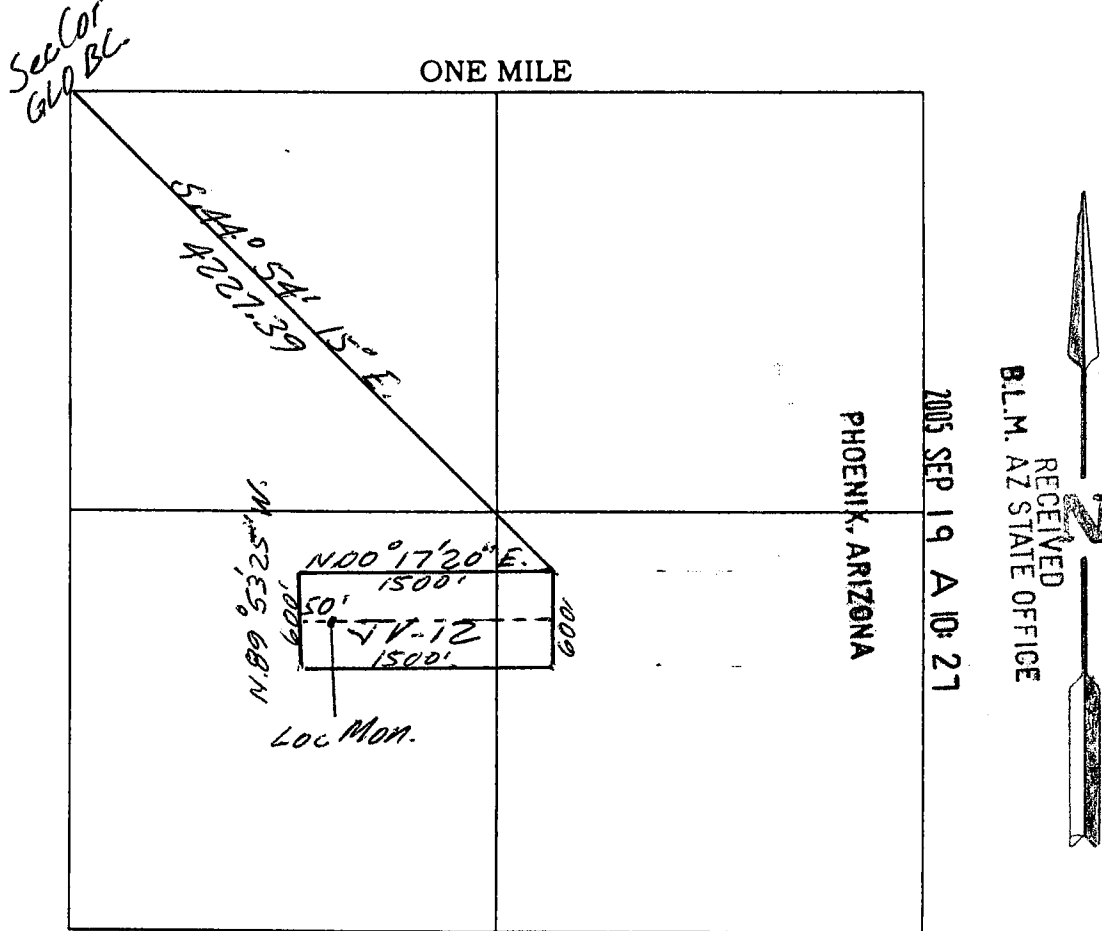 Sec Cor
GLO BC.
ONE MILE
S.44° 54' 15" E.
4227.39
N.00° 17' 20" E.
1500'
N.89° 53' 25" W.
600'
50'
JV-12
600'
1500'
Loc Mon.
RECEIVED
B.L.M. AZ STATE OFFICE
2005 SEP 19 A 10: 27
PHOENIX, ARIZONA
N